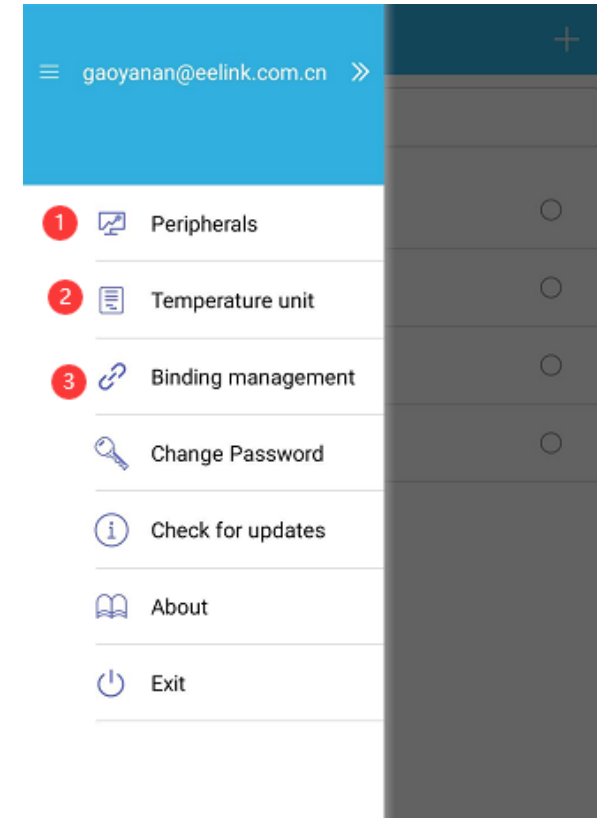 gaoyanan@eelink.com.cn
1 Peripherals
2 Temperature unit
3 Binding management
Change Password
Check for updates
About
Exit